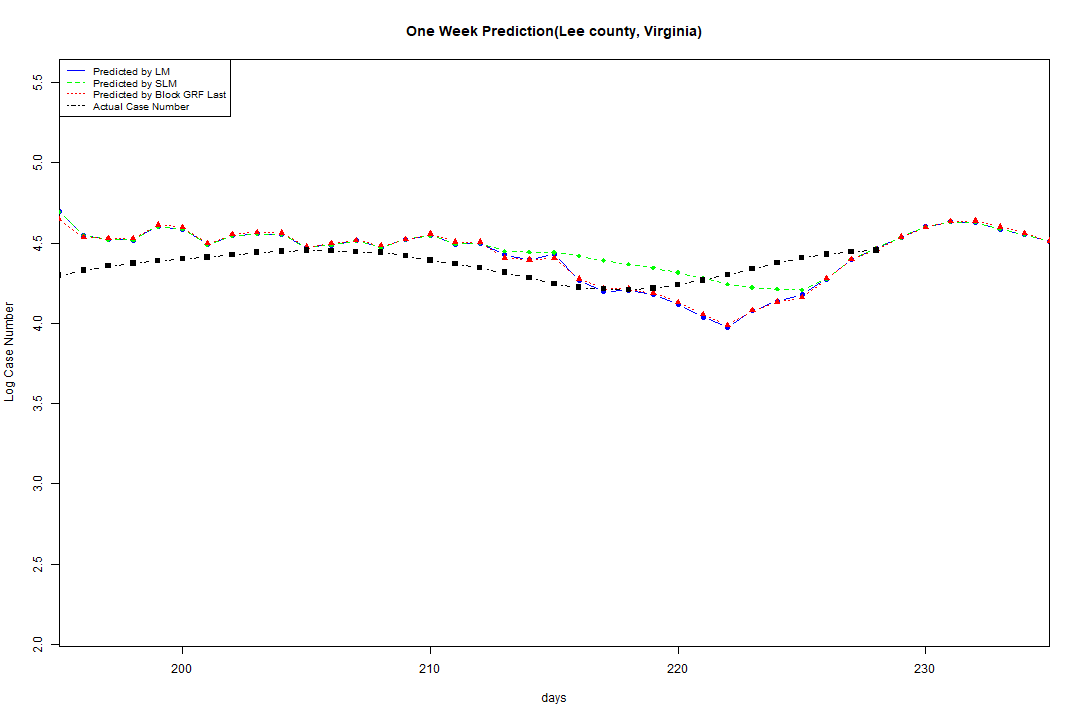 One Week Prediction(Lee county, Virginia)
Predicted by LM
Predicted by SLM
Predicted by Block GRF Last
Actual Case Number
5.5
5.0
4.5
4.0
3.5
3.0
2.5
2.0
Log Case Number
200
210
220
230
days